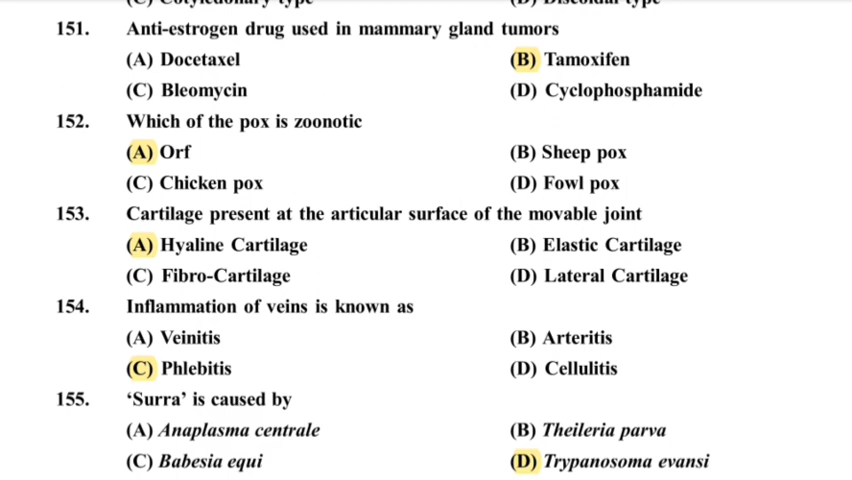 151. Anti-estrogen drug used in mammary gland tumors
(A) Docetaxel (B) Tamoxifen
(C) Bleomycin (D) Cyclophosphamide
152. Which of the pox is zoonotic
(A) Orf (B) Sheep pox
(C) Chicken pox (D) Fowl pox
153. Cartilage present at the articular surface of the movable joint
(A) Hyaline Cartilage (B) Elastic Cartilage
(C) Fibro-Cartilage (D) Lateral Cartilage
154. Inflammation of veins is known as
(A) Veinitis (B) Arteritis
(C) Phlebitis (D) Cellulitis
155. ‘Surra’ is caused by
(A) Anaplasma centrale (B) Theileria parva
(C) Babesia equi (D) Trypanosoma evansi